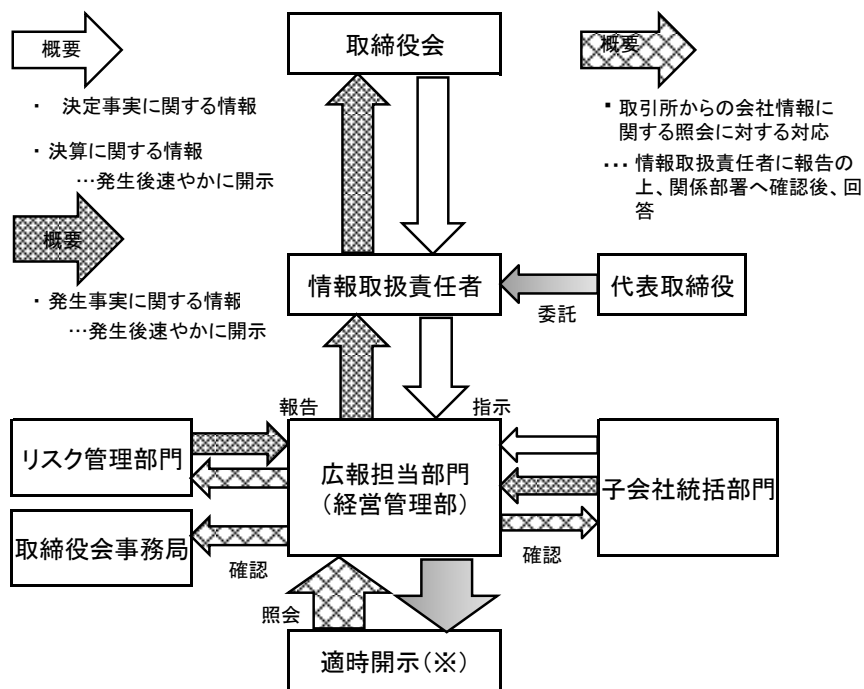 概要
・ 決定事実に関する情報
・ 決算に関する情報
…発生後速やかに開示
概要
・ 発生事実に関する情報
…発生後速やかに開示
取締役会
概要
・ 取引所からの会社情報に
関する照会に対する対応
… 情報取扱責任者に報告の
上、関係部署へ確認後、回
答
情報取扱責任者
委託
代表取締役
報告
指示
リスク管理部門
広報担当部門
（経営管理部）
子会社統括部門
取締役会事務局
確認
確認
照会
適時開示（※）